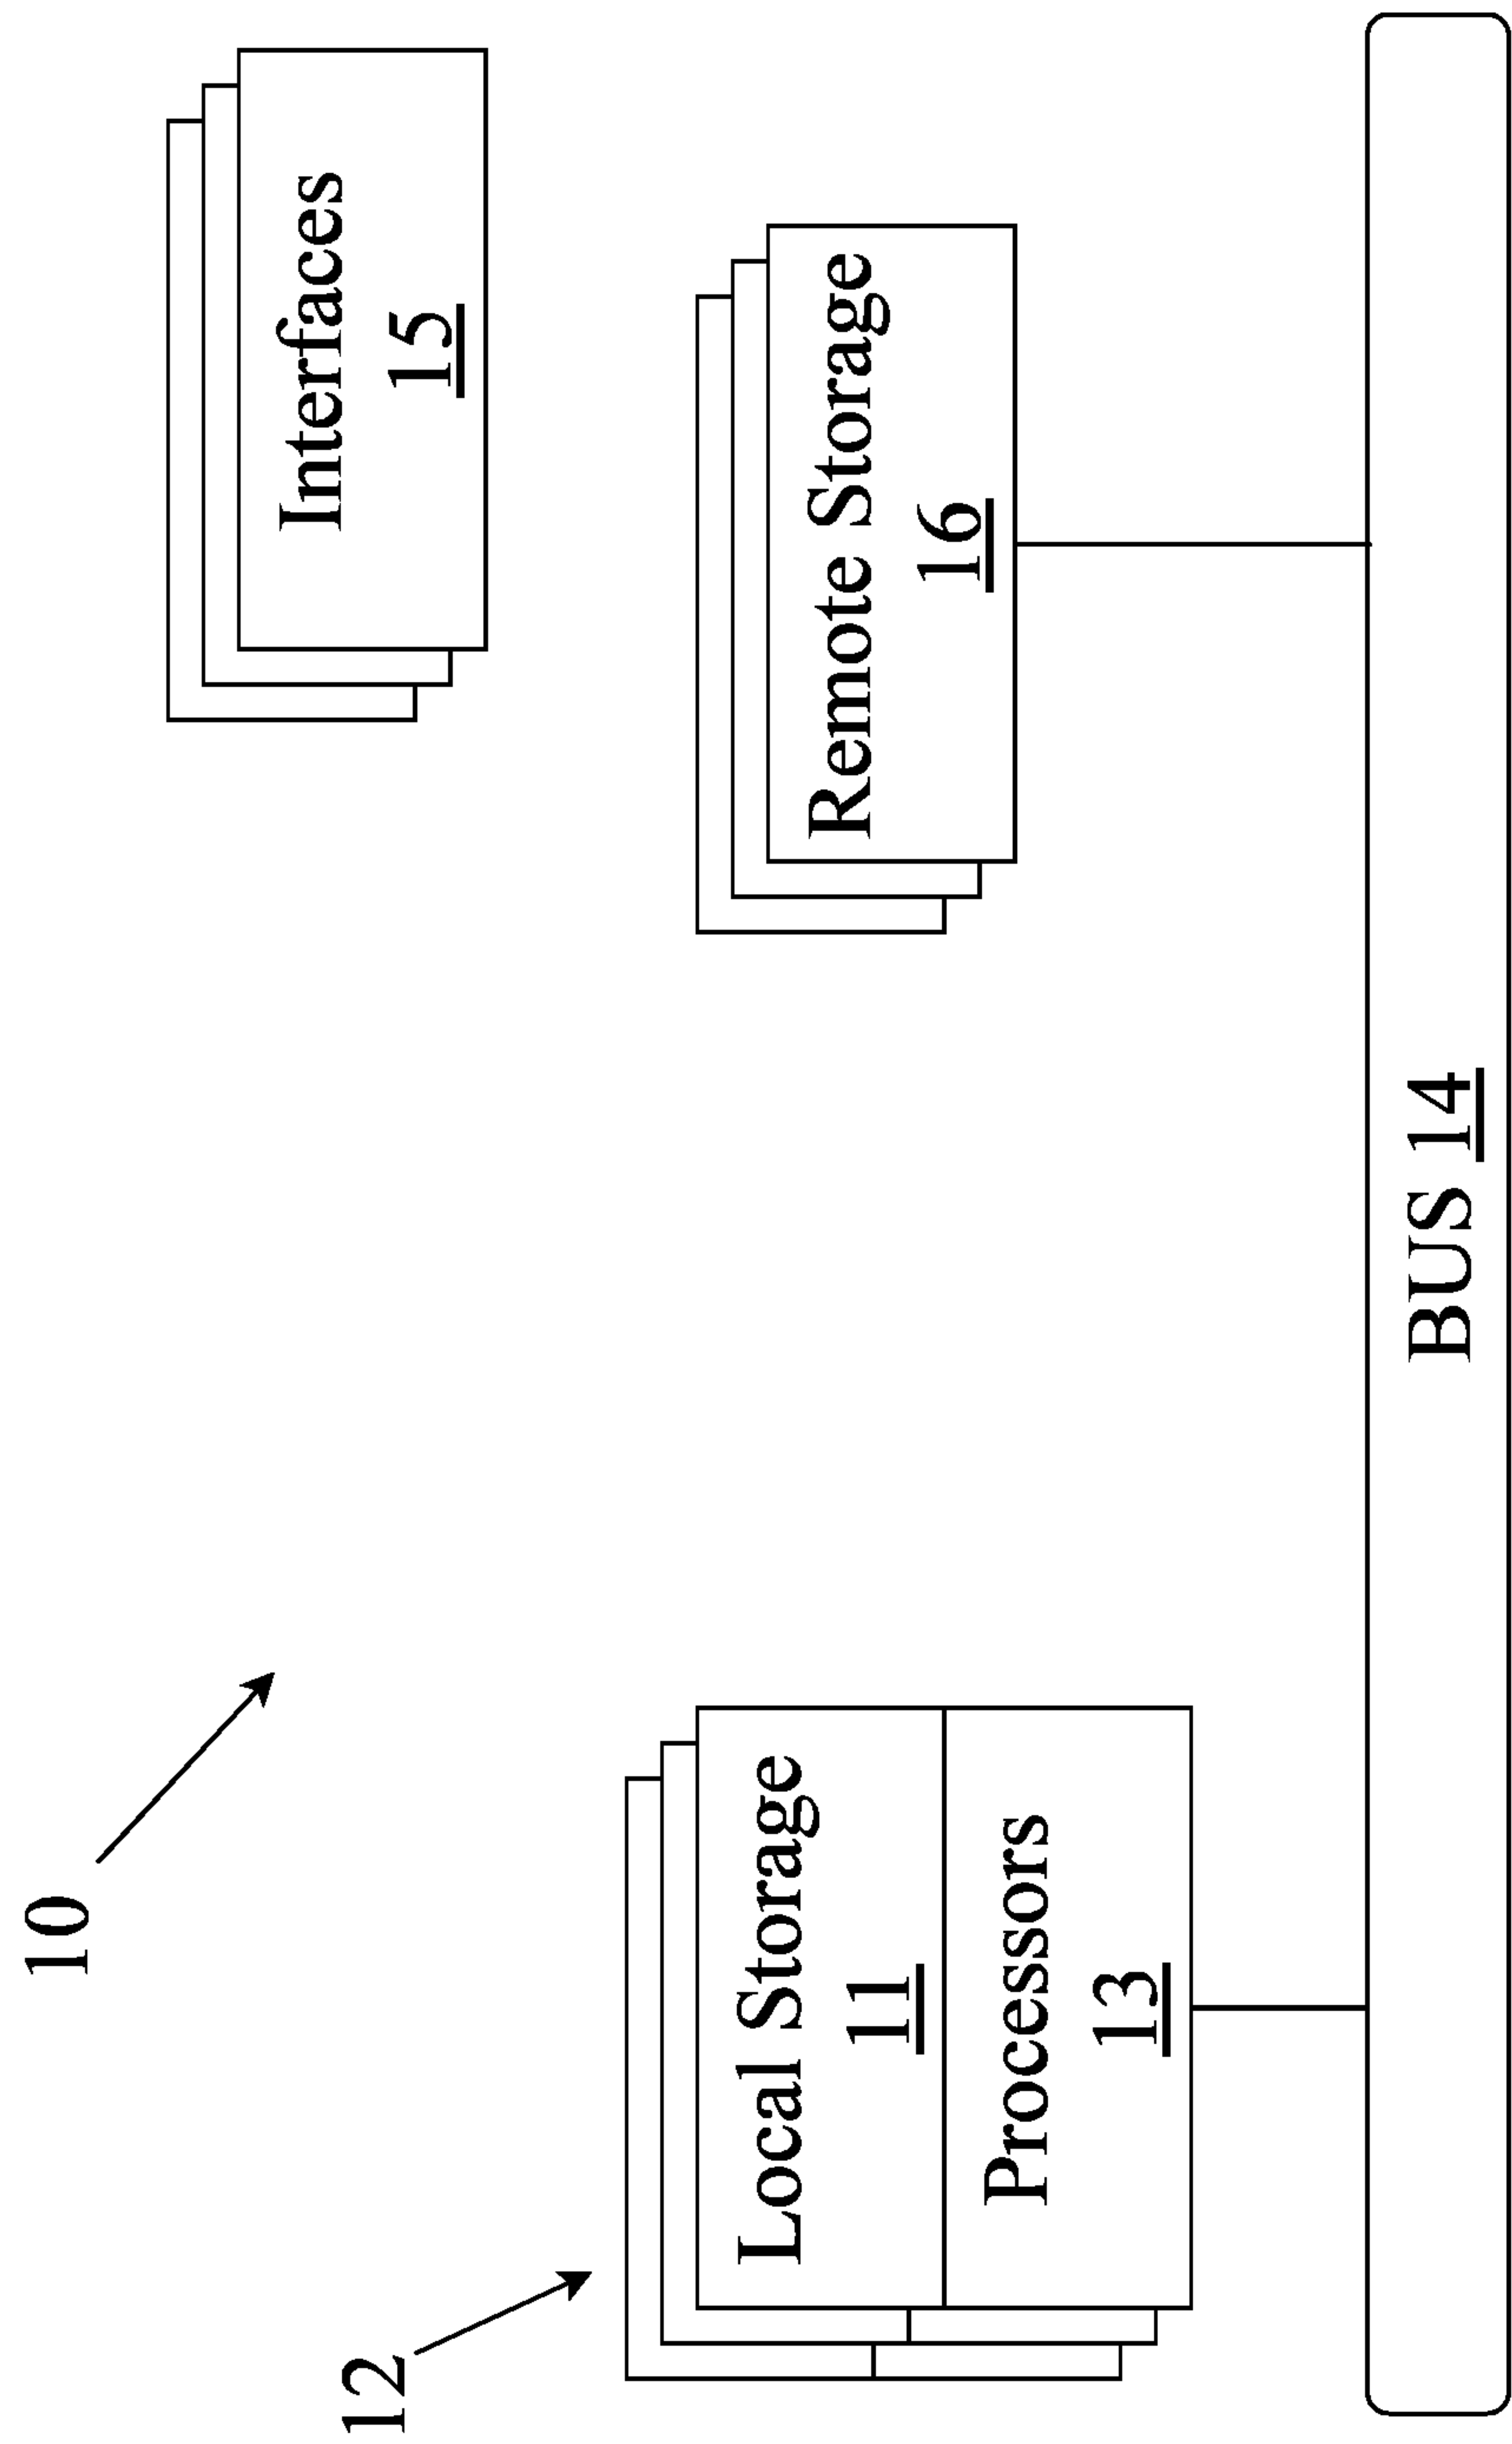 10
12
Interfaces
15
Local Storage
11
Processors
13
Remote Storage
16
BUS 14